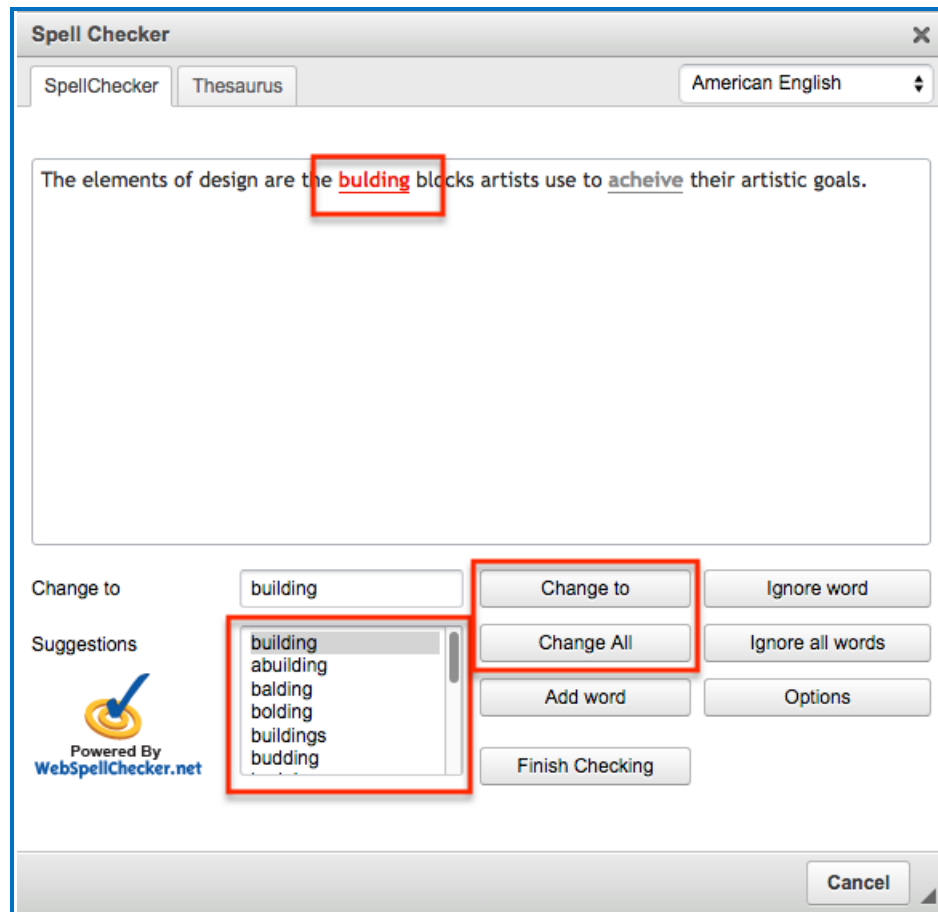 Spell Checker
SpellChecker
Thesaurus
American English
The elements of design are the bulding blocks artists use to acheive their artistic goals.
Change to
building
Change to
Ignore word
Suggestions
building
abuilding
balding
bolding
buildings
budding
Change All
Ignore all words
Add word
Options
Powered By
WebSpellChecker.net
Finish Checking
Cancel